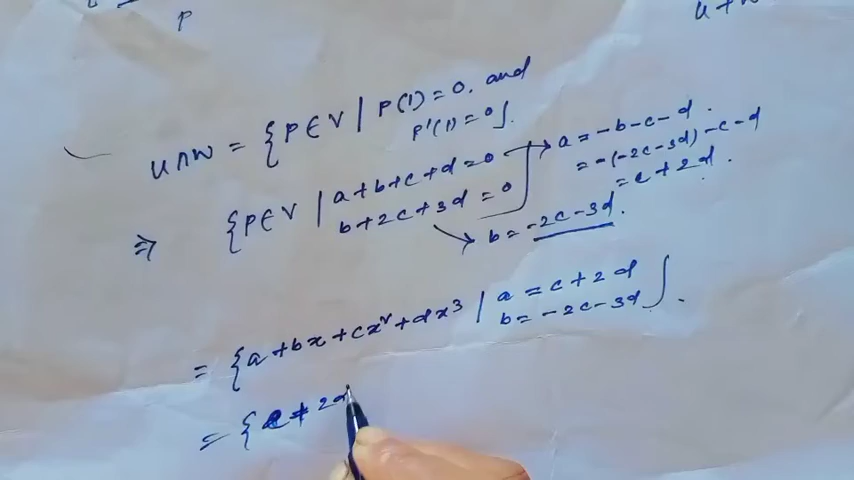 P
U + W
U∩W = { P ∈ V | P(1) = 0. and
P'(1) = 0 }.
⇒ { P ∈ V | a + b + c + d = 0
b + 2c + 3d = 0
→ a = - b - c - d.
= - (-2c - 3d) - c - d
= c + 2d.
→ b = -2c - 3d.
= { a + bx + cx² + dx³ | a = c + 2d
b = -2c - 3d }.
= { c + 2d